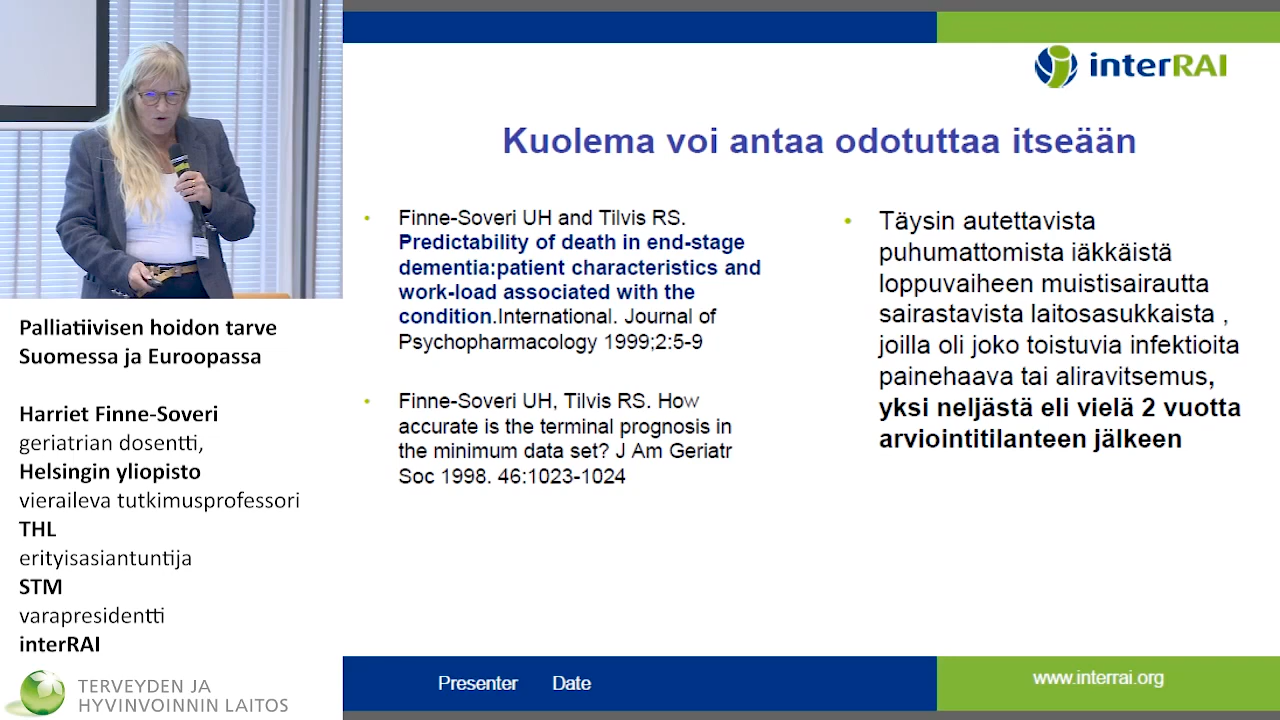 interRAI
Kuolema voi antaa odotuttaa itseään
• Finne-Soveri UH and Tilvis RS.
Predictability of death in end-stage
dementia:patient characteristics and
work-load associated with the
condition.International. Journal of
Psychopharmacology 1999;2:5-9
• Finne-Soveri UH, Tilvis RS. How
accurate is the terminal prognosis in
the minimum data set? J Am Geriatr
Soc 1998. 46:1023-1024
• Täysin autettavista
puhumattomista iäkkäistä
loppuvaiheen muistisairautta
sairastavista laitosasukkaista ,
joilla oli joko toistuvia infektioita
painehaava tai aliravitsemus,
yksi neljästä eli vielä 2 vuotta
arviointitilanteen jälkeen
Palliatiivisen hoidon tarve
Suomessa ja Euroopassa
Harriet Finne-Soveri
geriatrian dosentti,
Helsingin yliopisto
vieraileva tutkimusprofessori
THL
erityisasiantuntija
STM
varapresidentti
interRAI
TERVEYDEN JA
HYVINVOINNIN LAITOS
Presenter Date
www.interrai.org